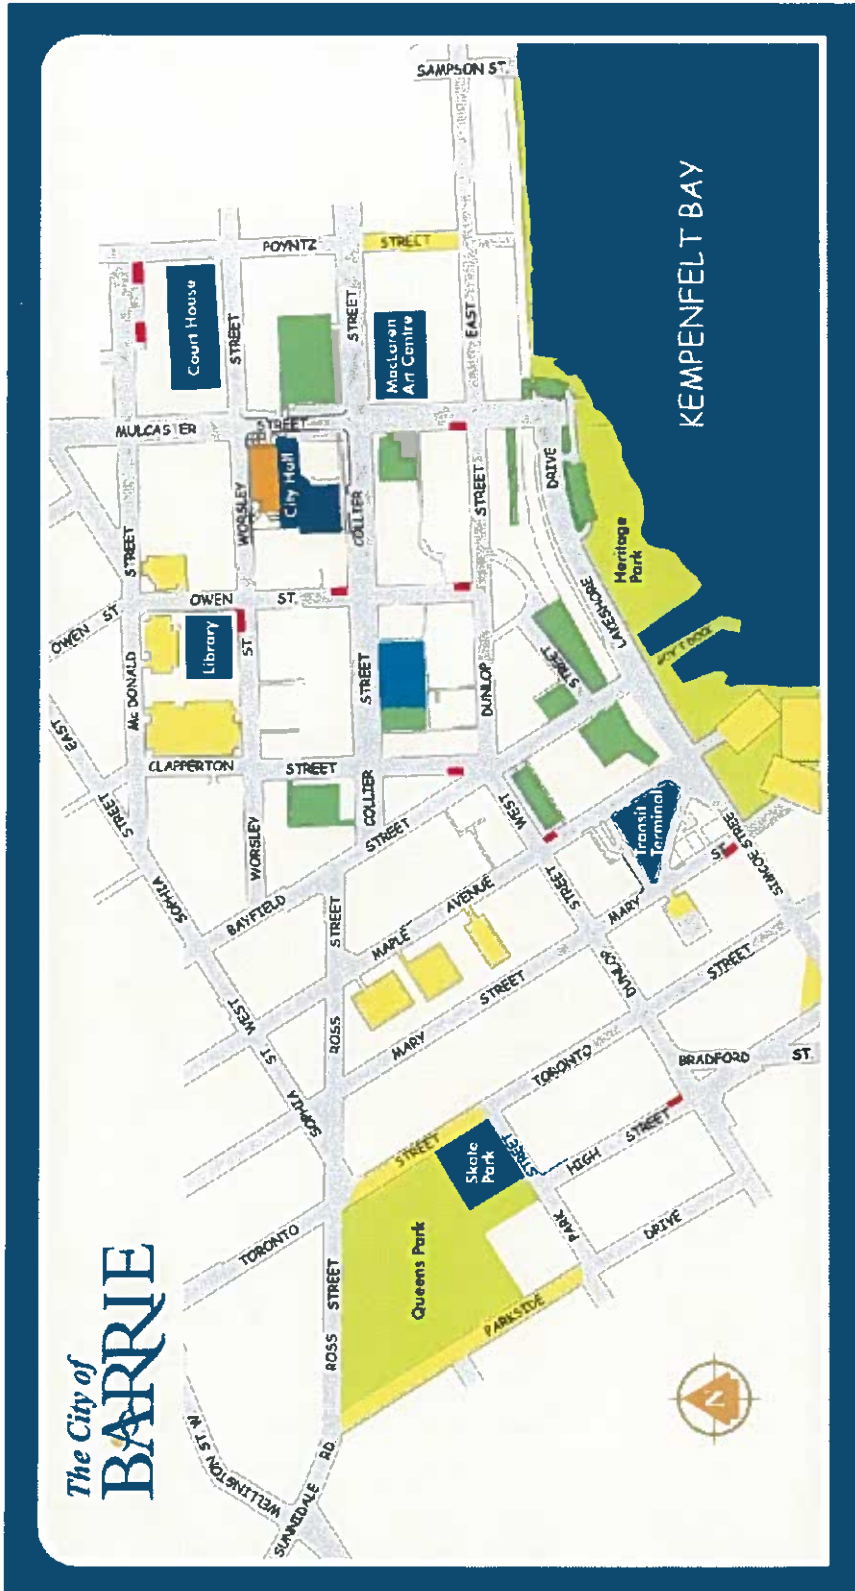 The City of
BARRIE
SAMPSON ST.
KEMPENFELT BAY
POYNTZ
STREET
Court House
STREET
STREET
EAST
MacLaren
Art Centre
MULCASTER
STREET
City Hall
WORSLEY
COLLIER
STREET
DRIVE
STREET
Heritage
Park
OWEN ST
OWEN
ST.
Library
ST
McDONALD
STREET
DUNLOP
STREET
LAKESHORE
EAST
STREET
CLAPPERTON
STREET
COLLIER
WORSLEY
STREET
WEST
Transit
Terminal
SIMCOE STREE
ST.
SOPHIA
BAYFIELD
STREET
AVENUE
MAPLE
STREET
MARY
WEST
ST
ROSS
MARY
STREET
DUNLOP
STREET
SOPHIA
TORONTO
BRADFORD
ST.
STREET
Skate
Park
STREET
HIGH
STREET
TORONTO
Queens Park
PARK
DRIVE
STREET
ROSS
PARKSIDE
WELLINGTON ST W
SUNNIDALE
RD.
N